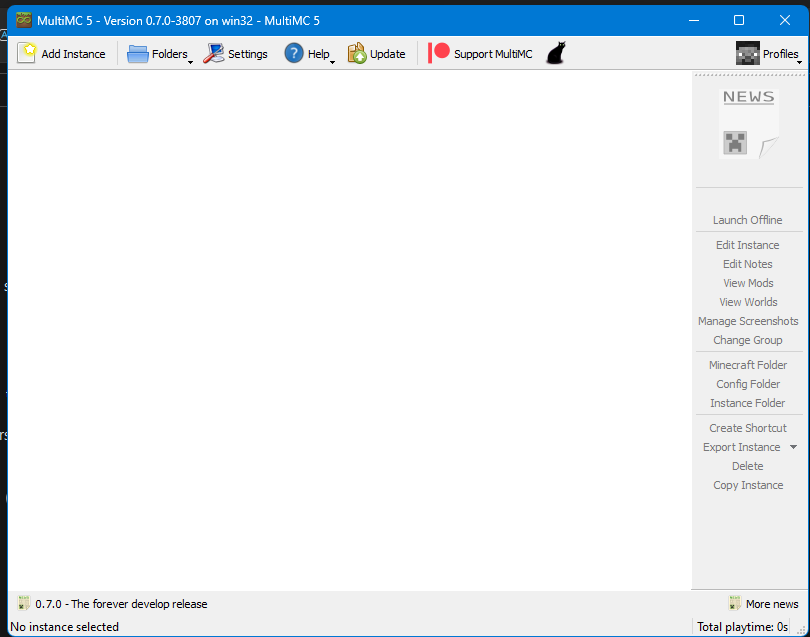 MultiMC 5 - Version 0.7.0-3807 on win32 - MultiMC 5
Add Instance Folders Settings Help Update Support MultiMC Profiles
NEWS
Launch Offline
Edit Instance
Edit Notes
View Mods
View Worlds
Manage Screenshots
Change Group
Minecraft Folder
Config Folder
Instance Folder
Create Shortcut
Export Instance
Delete
Copy Instance
0.7.0 - The forever develop release More news
No instance selected Total playtime: 0s